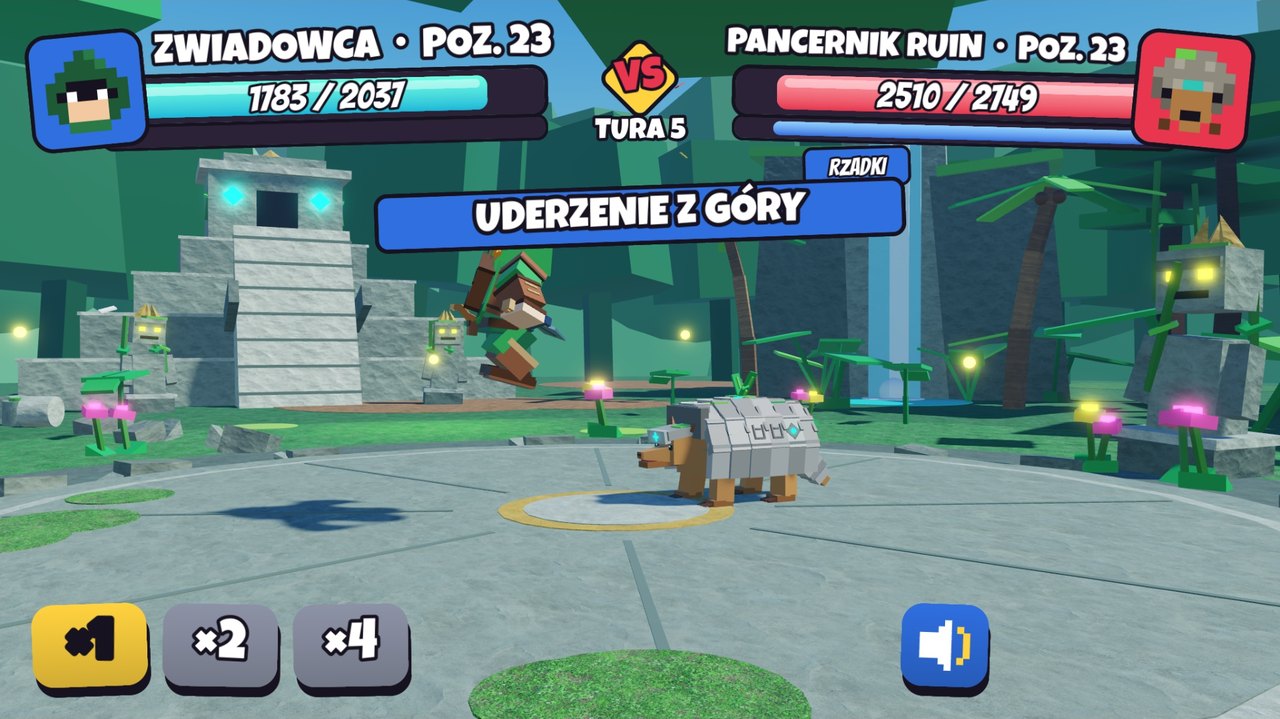 ZWIADOWCA • POZ. 23
1783 / 2037
VS
TURA 5
PANCERNIK RUIN • POZ. 23
2510 / 2749
RZADKI
UDERZENIE Z GÓRY
×1
×2
×4